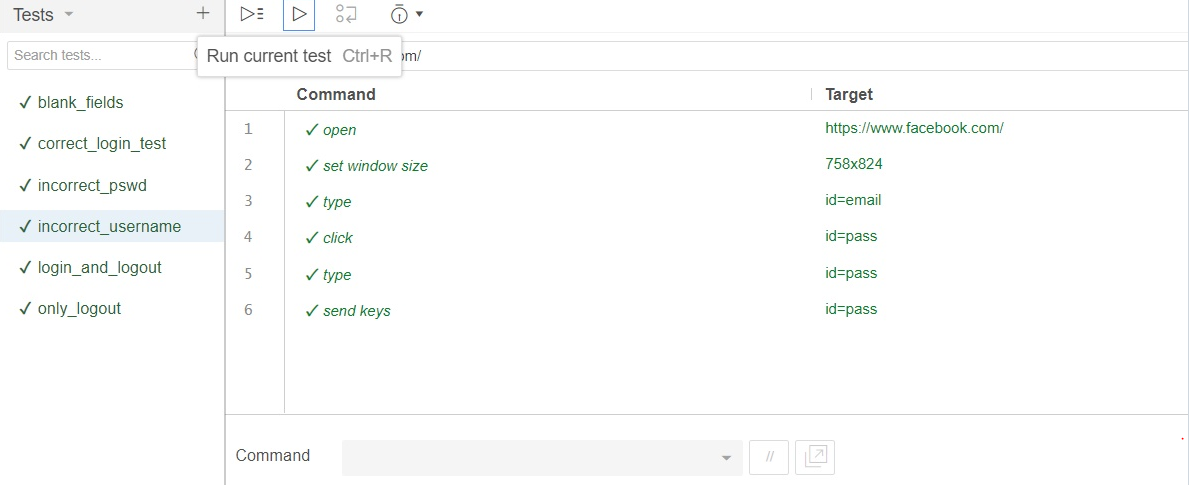 Tests
Search tests...
Run current test Ctrl+R
om/
✓ blank_fields
✓ correct_login_test
✓ incorrect_pswd
✓ incorrect_username
✓ login_and_logout
✓ only_logout
Command Target
1 ✓ open https://www.facebook.com/
2 ✓ set window size 758x824
3 ✓ type id=email
4 ✓ click id=pass
5 ✓ type id=pass
6 ✓ send keys id=pass
Command //